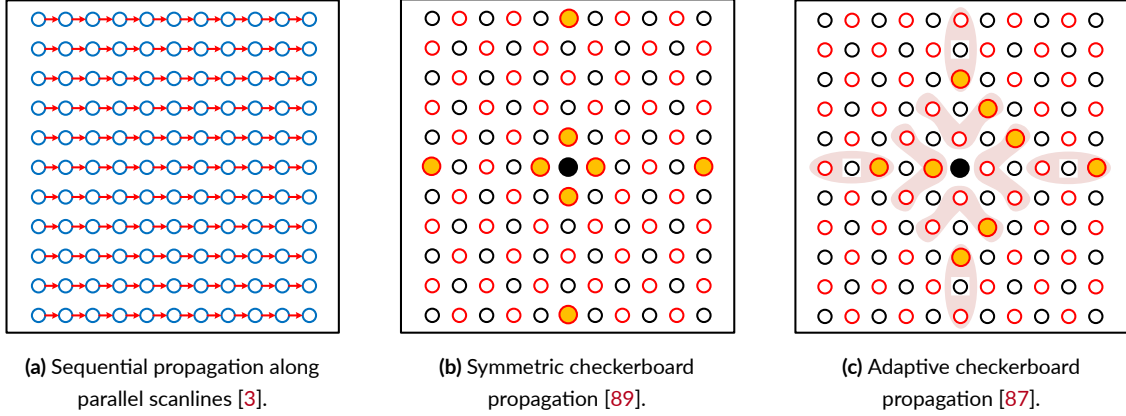 (a) Sequential propagation along
parallel scanlines [3].
(b) Symmetric checkerboard
propagation [89].
(c) Adaptive checkerboard
propagation [87].